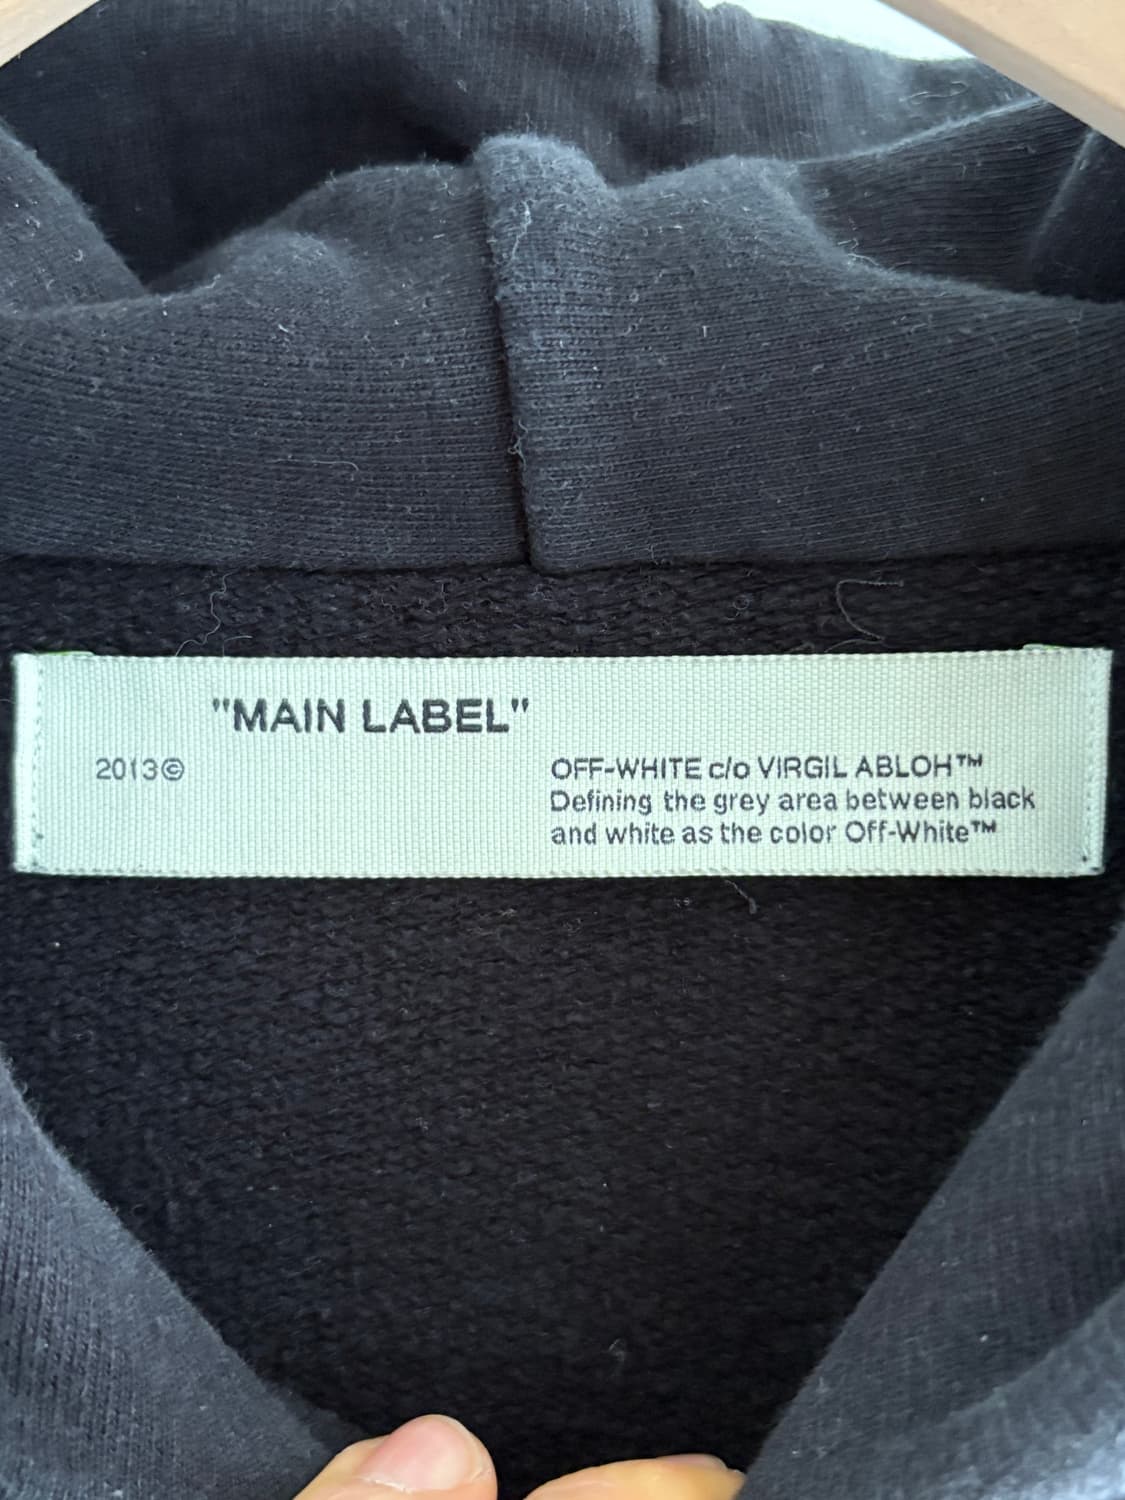 "MAIN LABEL"
2013©
OFF-WHITE c/o VIRGIL ABLOH™
Defining the grey area between black
and white as the color Off-White™